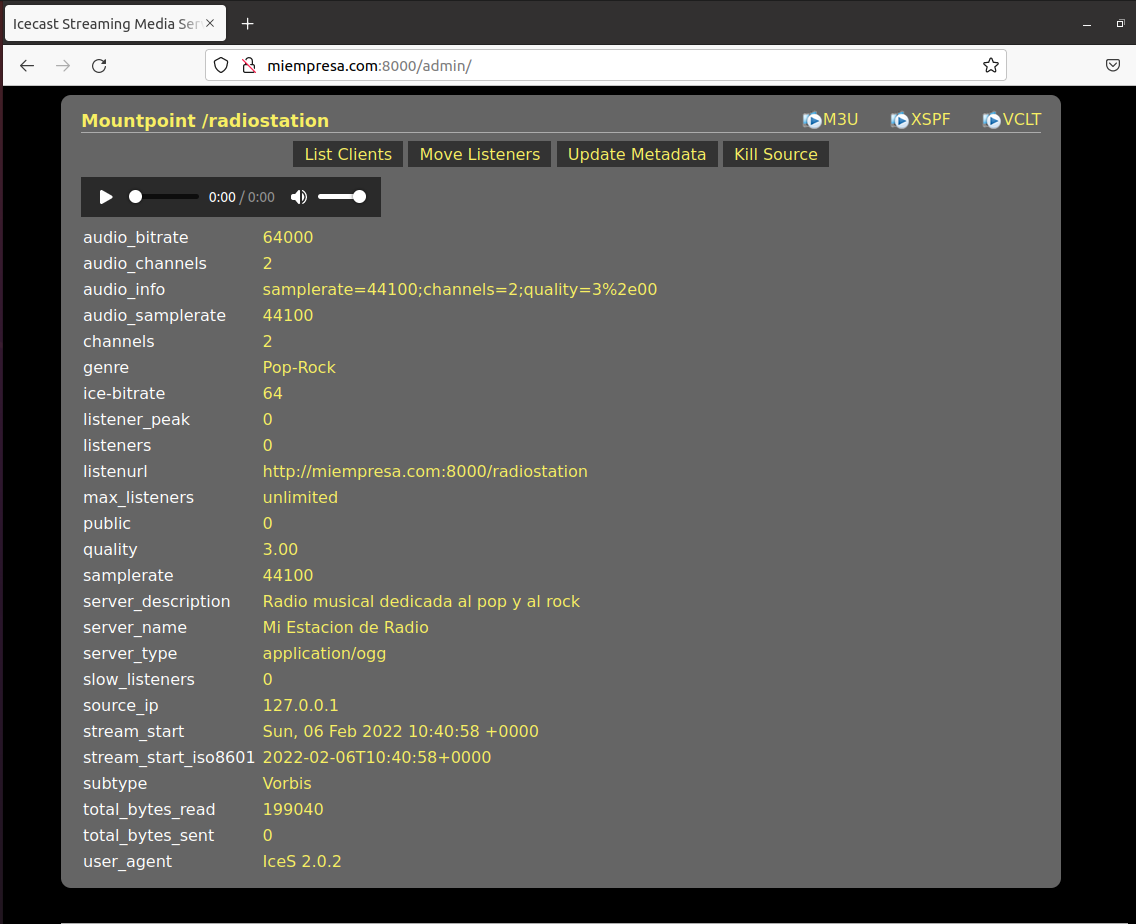 Icecast Streaming Media Ser
miempresa.com:8000/admin/
Mountpoint /radiostation M3U XSPF VCLT
List Clients Move Listeners Update Metadata Kill Source
0:00 / 0:00
audio_bitrate 64000
audio_channels 2
audio_info samplerate=44100;channels=2;quality=3%2e00
audio_samplerate 44100
channels 2
genre Pop-Rock
ice-bitrate 64
listener_peak 0
listeners 0
listenurl http://miempresa.com:8000/radiostation
max_listeners unlimited
public 0
quality 3.00
samplerate 44100
server_description Radio musical dedicada al pop y al rock
server_name Mi Estacion de Radio
server_type application/ogg
slow_listeners 0
source_ip 127.0.0.1
stream_start Sun, 06 Feb 2022 10:40:58 +0000
stream_start_iso8601 2022-02-06T10:40:58+0000
subtype Vorbis
total_bytes_read 199040
total_bytes_sent 0
user_agent IceS 2.0.2